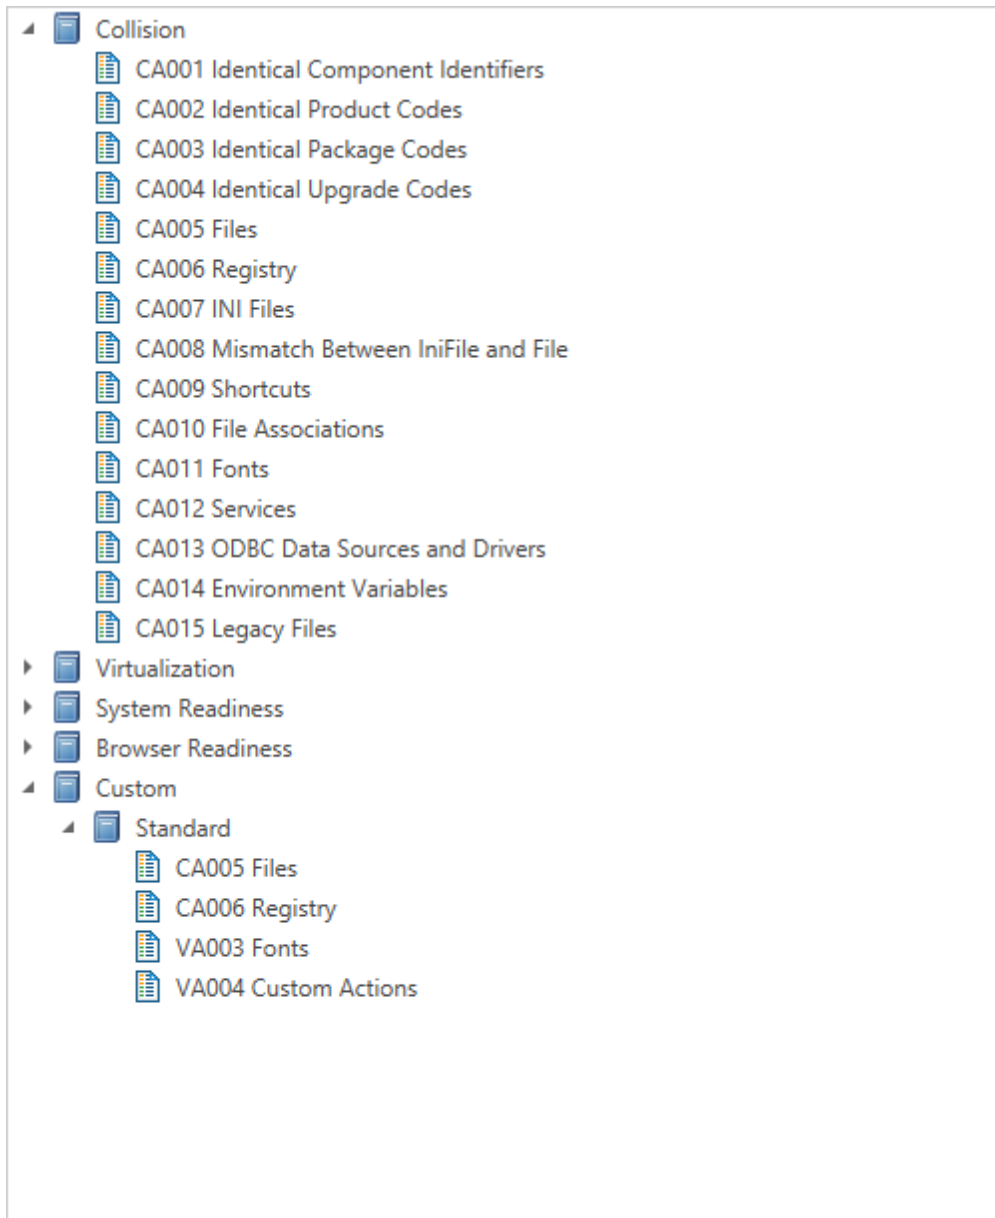 Collision
CA001 Identical Component Identifiers
CA002 Identical Product Codes
CA003 Identical Package Codes
CA004 Identical Upgrade Codes
CA005 Files
CA006 Registry
CA007 INI Files
CA008 Mismatch Between IniFile and File
CA009 Shortcuts
CA010 File Associations
CA011 Fonts
CA012 Services
CA013 ODBC Data Sources and Drivers
CA014 Environment Variables
CA015 Legacy Files
Virtualization
System Readiness
Browser Readiness
Custom
Standard
CA005 Files
CA006 Registry
VA003 Fonts
VA004 Custom Actions